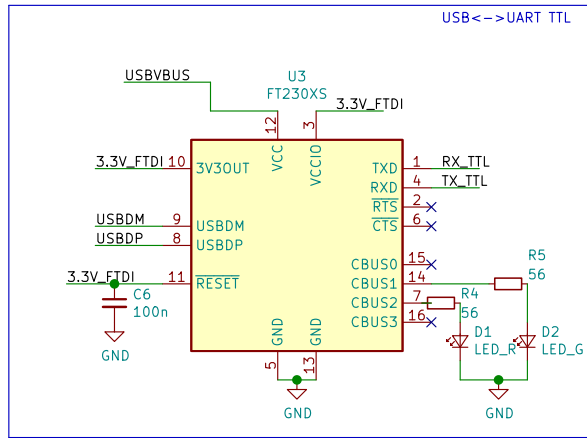 USB<->UART TTL
USBVBUS
U3
FT230XS
3.3V_FTDI
12
3
VCC
VCCIO
3.3V_FTDI
10
3V3OUT
TXD
1
RX_TTL
RXD
4
TX_TTL
RTS
2
USBDM
9
USBDM
CTS
6
USBDP
8
USBDP
CBUS0
15
R5
3.3V_FTDI
11
RESET
CBUS1
14
56
C6
100n
CBUS2
7
R4
56
CBUS3
16
GND
GND
GND
D1
LED_R
D2
LED_G
5
13
GND
GND